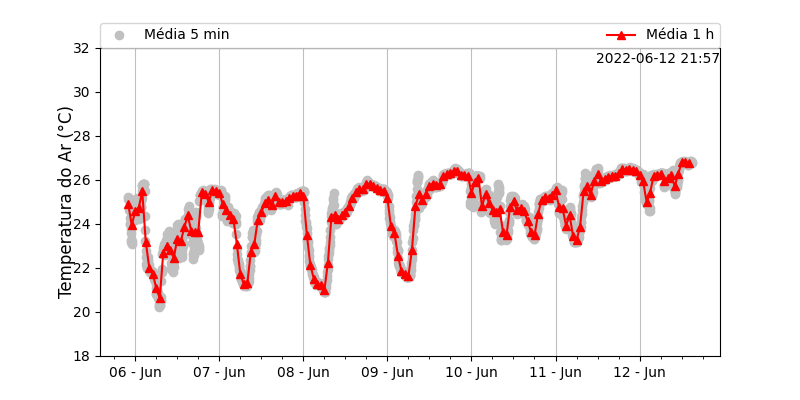 Média 5 min
Média 1 h
2022-06-12 21:57
Temperatura do Ar (°C)
32
30
28
26
24
22
20
18
06 - Jun
07 - Jun
08 - Jun
09 - Jun
10 - Jun
11 - Jun
12 - Jun